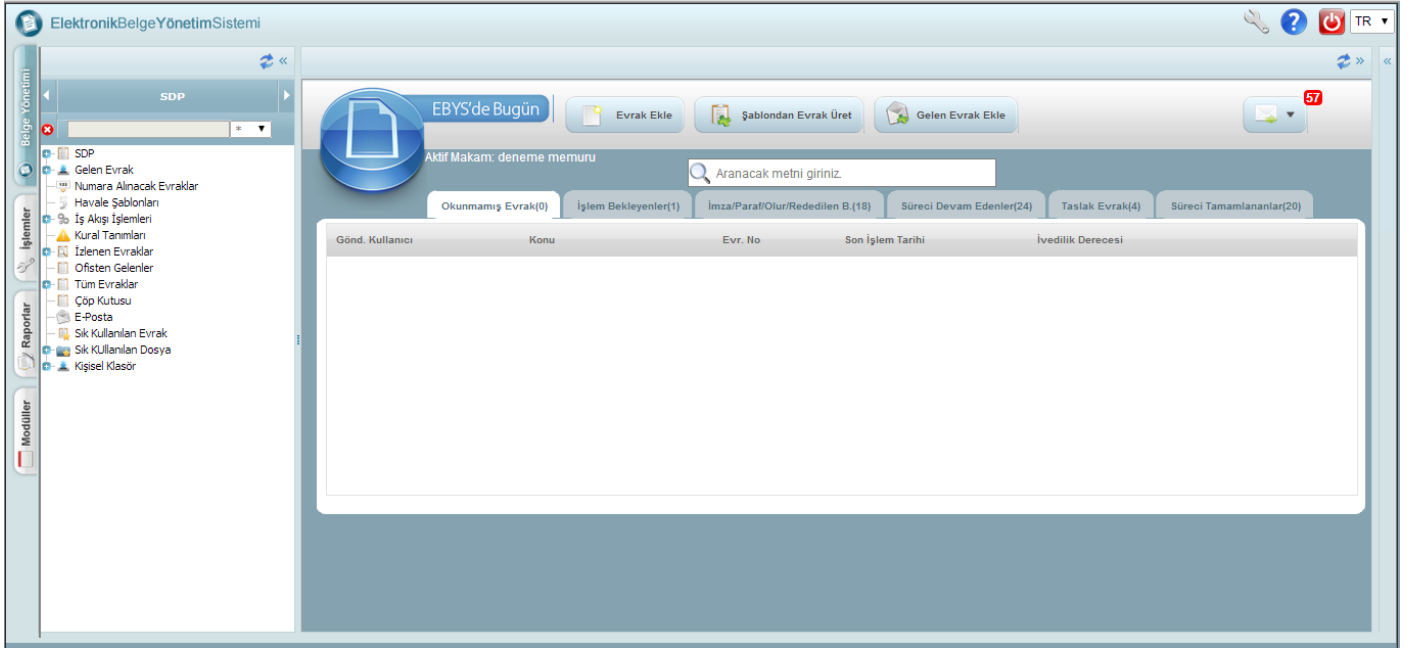 ElektronikBelgeYönetimSistemi
TR
Belge Yönetimi
İşlemler
Raporlar
Modüller
SDP
*
SDP
Gelen Evrak
Numara Alınacak Evraklar
Havale Şablonları
İş Akışı İşlemleri
Kural Tanımları
İzlenen Evraklar
Ofisten Gelenler
Tüm Evraklar
Çöp Kutusu
E-Posta
Sık Kullanılan Evrak
Sık KUllanılan Dosya
Kişisel Klasör
EBYS'de Bugün
Evrak Ekle
Şablondan Evrak Üret
Gelen Evrak Ekle
57
Aktif Makam: deneme memuru
Aranacak metni giriniz.
Okunmamış Evrak(0) İşlem Bekleyenler(1) İmza/Paraf/Olur/Rededilen B.(18) Süreci Devam Edenler(24) Taslak Evrak(4) Süreci Tamamlananlar(20)
Gönd. Kullanıcı Konu Evr. No Son İşlem Tarihi İvedilik Derecesi